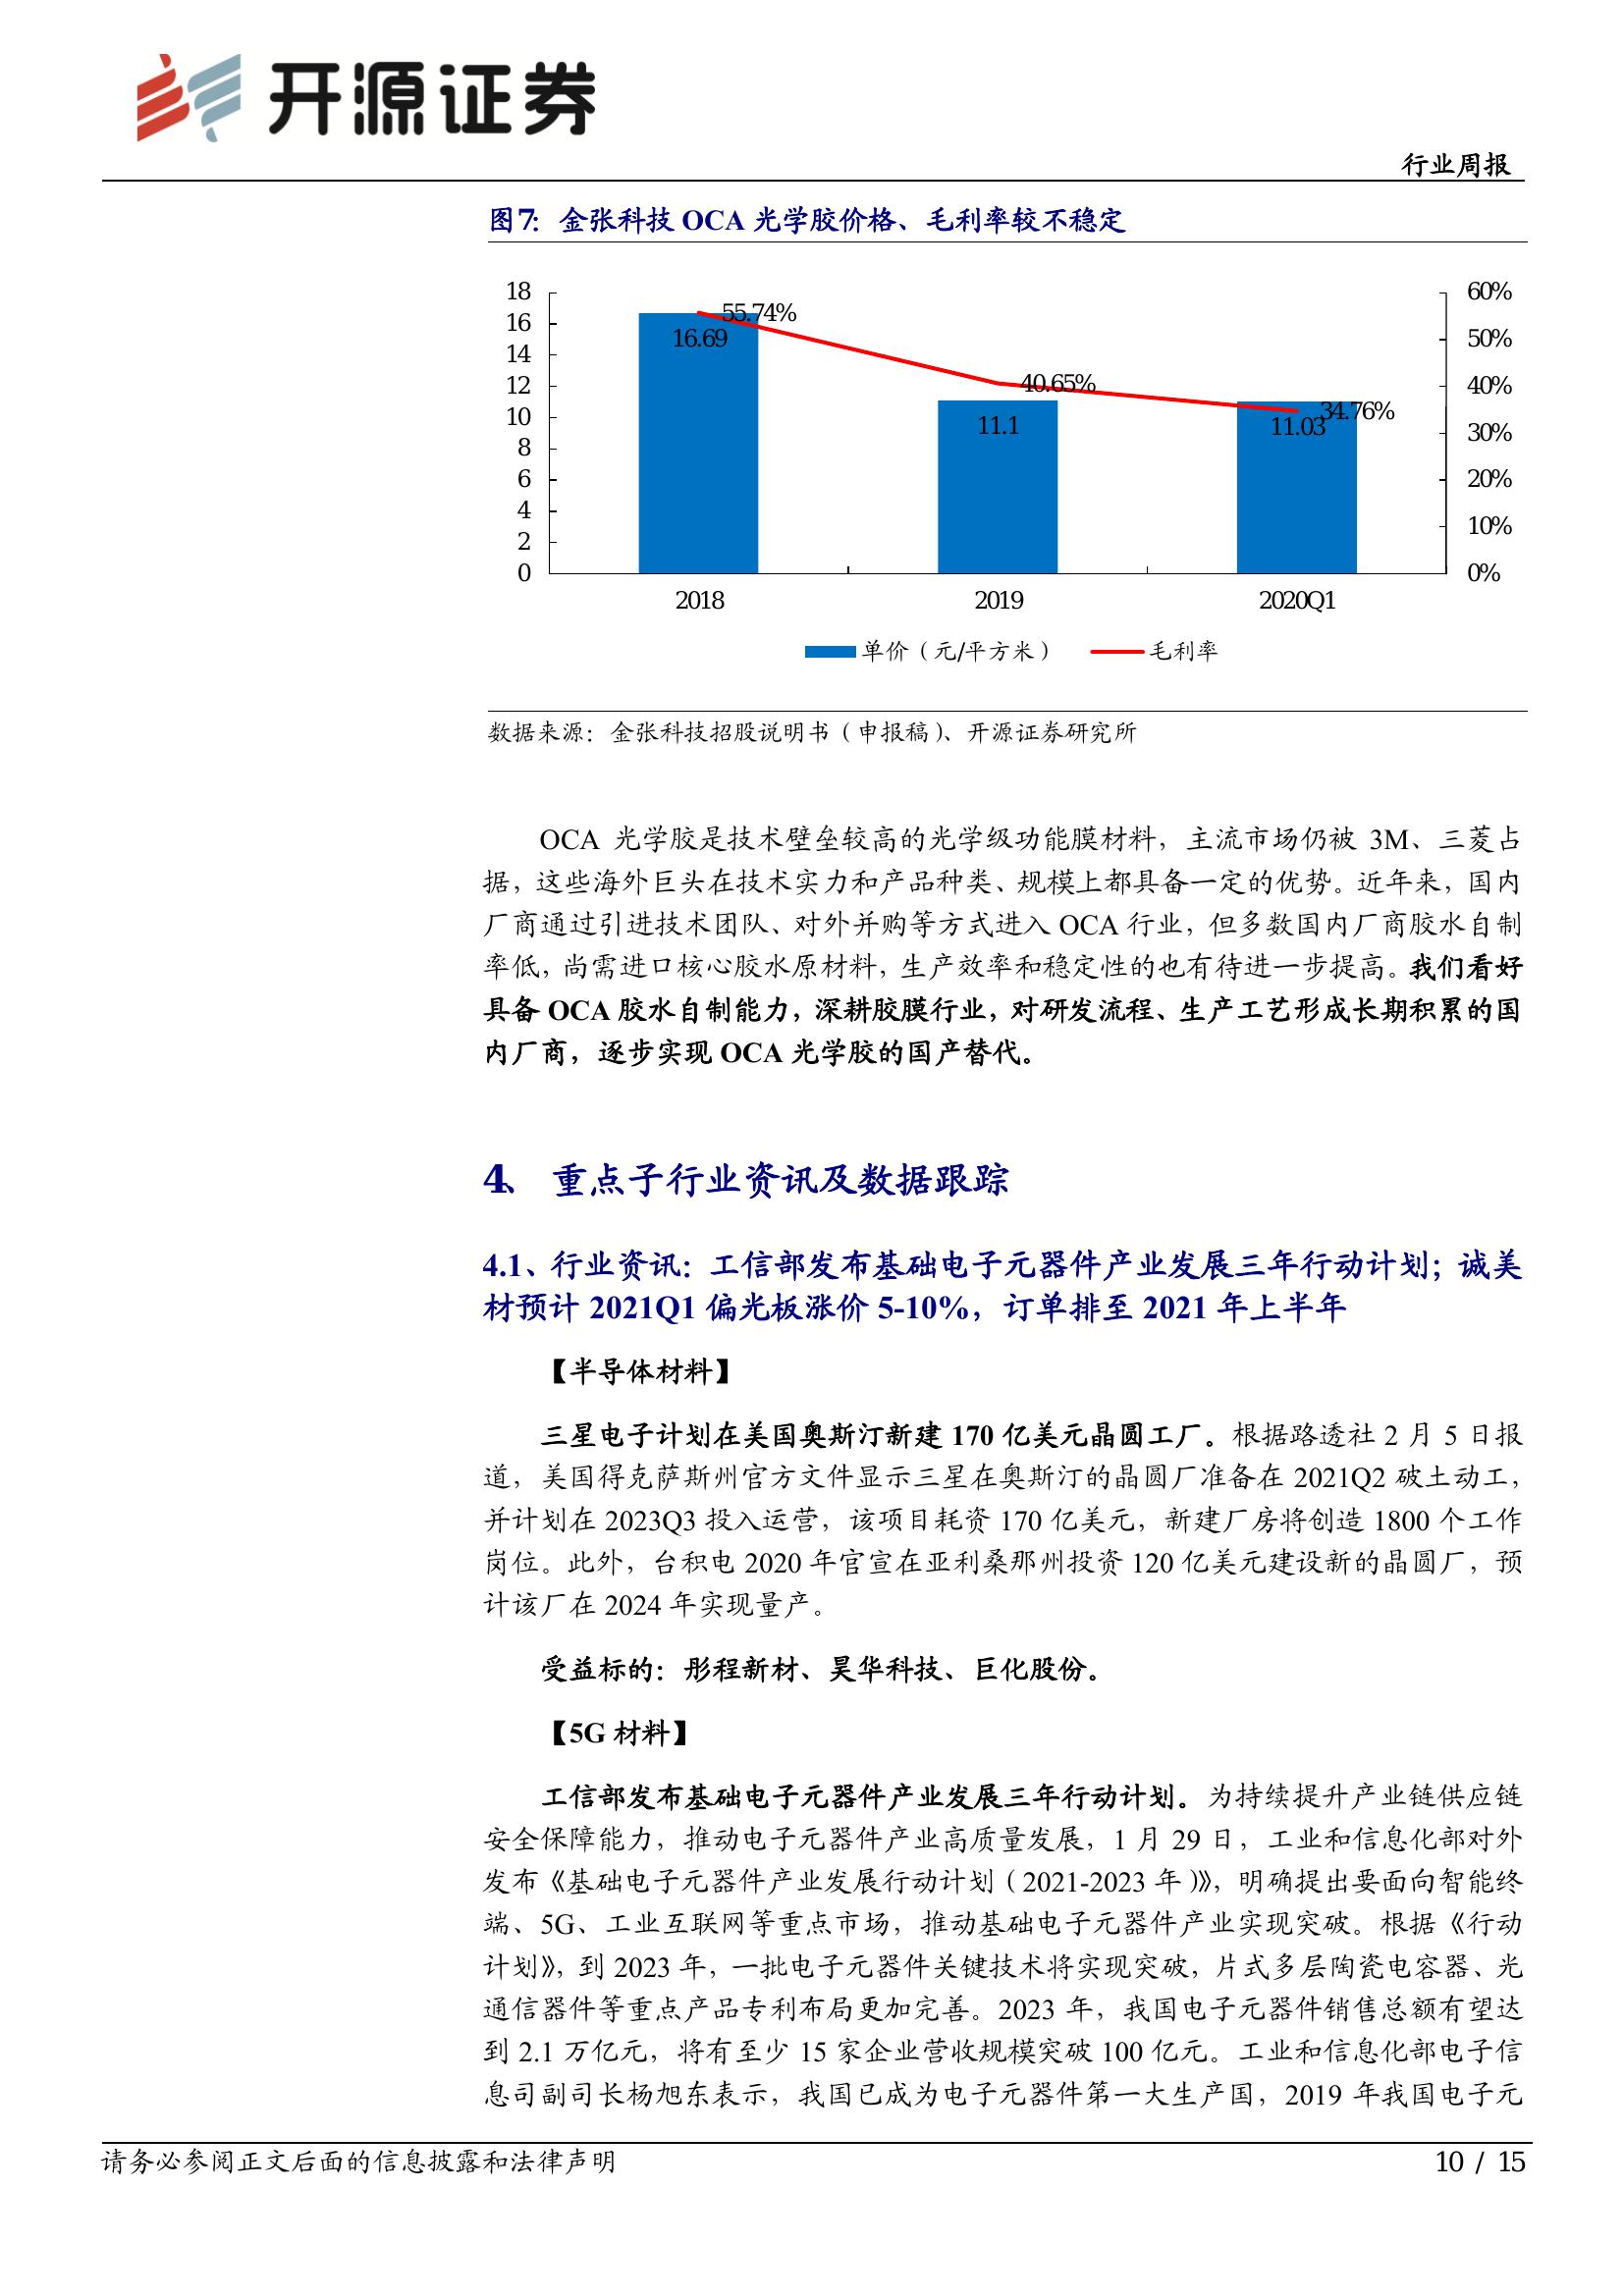 开源证券
行业周报
图7: 金张科技 OCA 光学胶价格、毛利率较不稳定
18
16
14
12
10
8
6
4
2
0
60%
50%
40%
30%
20%
10%
0%
55.74%
16.69
40.65%
11.1
34.76%
11.03
2018
2019
2020Q1
单价（元/平方米）
毛利率
数据来源：金张科技招股说明书（申报稿）、开源证券研究所
OCA 光学胶是技术壁垒较高的光学级功能膜材料，主流市场仍被 3M、三菱占
据，这些海外巨头在技术实力和产品种类、规模上都具备一定的优势。近年来，国内
厂商通过引进技术团队、对外并购等方式进入 OCA 行业，但多数国内厂商胶水自制
率低，尚需进口核心胶水原材料，生产效率和稳定性的也有待进一步提高。我们看好
具备 OCA 胶水自制能力，深耕胶膜行业，对研发流程、生产工艺形成长期积累的国
内厂商，逐步实现 OCA 光学胶的国产替代。
4、 重点子行业资讯及数据跟踪
4.1、行业资讯：工信部发布基础电子元器件产业发展三年行动计划；诚美
材预计 2021Q1 偏光板涨价 5-10%，订单排至 2021 年上半年
【半导体材料】
三星电子计划在美国奥斯汀新建 170 亿美元晶圆工厂。根据路透社 2 月 5 日报
道，美国得克萨斯州官方文件显示三星在奥斯汀的晶圆厂准备在 2021Q2 破土动工，
并计划在 2023Q3 投入运营，该项目耗资 170 亿美元，新建厂房将创造 1800 个工作
岗位。此外，台积电 2020 年官宣在亚利桑那州投资 120 亿美元建设新的晶圆厂，预
计该厂在 2024 年实现量产。
受益标的：彤程新材、昊华科技、巨化股份。
【5G 材料】
工信部发布基础电子元器件产业发展三年行动计划。为持续提升产业链供应链
安全保障能力，推动电子元器件产业高质量发展，1 月 29 日，工业和信息化部对外
发布《基础电子元器件产业发展行动计划（2021-2023 年）》，明确提出要面向智能终
端、5G、工业互联网等重点市场，推动基础电子元器件产业实现突破。根据《行动
计划》，到 2023 年，一批电子元器件关键技术将实现突破，片式多层陶瓷电容器、光
通信器件等重点产品专利布局更加完善。2023 年，我国电子元器件销售总额有望达
到 2.1 万亿元，将有至少 15 家企业营收规模突破 100 亿元。工业和信息化部电子信
息司副司长杨旭东表示，我国已成为电子元器件第一大生产国，2019 年我国电子元
请务必参阅正文后面的信息披露和法律声明
10 / 15